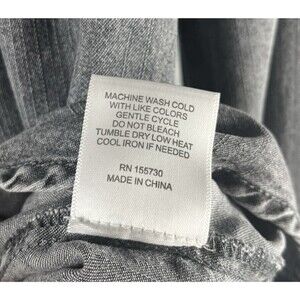 MACHINE WASH COLD
WITH LIKE COLORS
GENTLE CYCLE
DO NOT BLEACH
TUMBLE DRY LOW HEAT
COOL IRON IF NEEDED
RN 155730
MADE IN CHINA